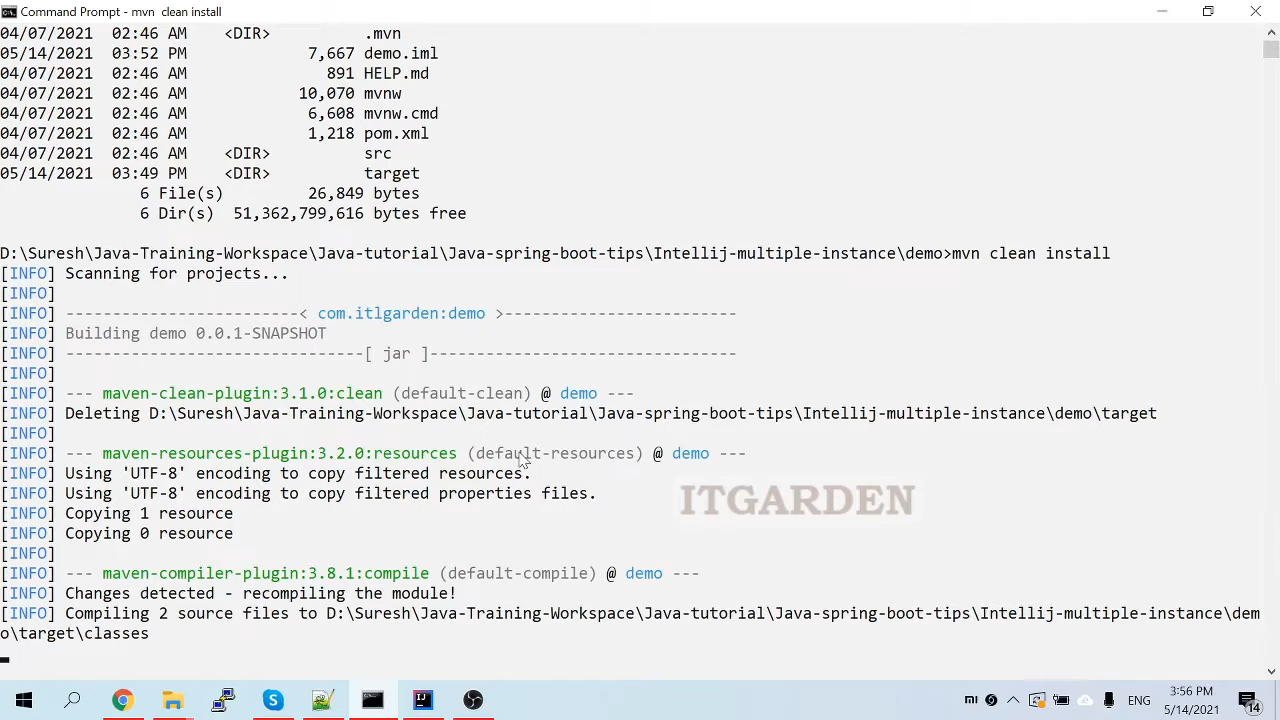 Command Prompt - mvn  clean install
04/07/2021  02:46 AM    <DIR>          .mvn
05/14/2021  03:52 PM             7,667 demo.iml
04/07/2021  02:46 AM               891 HELP.md
04/07/2021  02:46 AM            10,070 mvnw
04/07/2021  02:46 AM             6,608 mvnw.cmd
04/07/2021  02:46 AM             1,218 pom.xml
04/07/2021  02:46 AM    <DIR>          src
05/14/2021  03:49 PM    <DIR>          target
               6 File(s)         26,849 bytes
               6 Dir(s)  51,362,799,616 bytes free
D:\Suresh\Java-Training-Workspace\Java-tutorial\Java-spring-boot-tips\Intellij-multiple-instance\demo>mvn clean install
[INFO] Scanning for projects...
[INFO]
[INFO] -------------------------< com.itlgarden:demo >-------------------------
[INFO] Building demo 0.0.1-SNAPSHOT
[INFO] --------------------------------[ jar ]---------------------------------
[INFO]
[INFO] --- maven-clean-plugin:3.1.0:clean (default-clean) @ demo ---
[INFO] Deleting D:\Suresh\Java-Training-Workspace\Java-tutorial\Java-spring-boot-tips\Intellij-multiple-instance\demo\target
[INFO]
[INFO] --- maven-resources-plugin:3.2.0:resources (default-resources) @ demo ---
[INFO] Using 'UTF-8' encoding to copy filtered resources.
[INFO] Using 'UTF-8' encoding to copy filtered properties files.
ITGARDEN
[INFO] Copying 1 resource
[INFO] Copying 0 resource
[INFO]
[INFO] --- maven-compiler-plugin:3.8.1:compile (default-compile) @ demo ---
[INFO] Changes detected - recompiling the module!
[INFO] Compiling 2 source files to D:\Suresh\Java-Training-Workspace\Java-tutorial\Java-spring-boot-tips\Intellij-multiple-instance\dem
o\target\classes
ENG
3:56 PM
5/14/2021
14